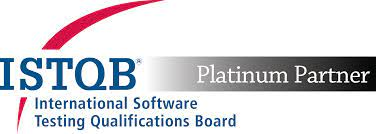 ISTQB® Platinum Partner
International Software
Testing Qualifications Board